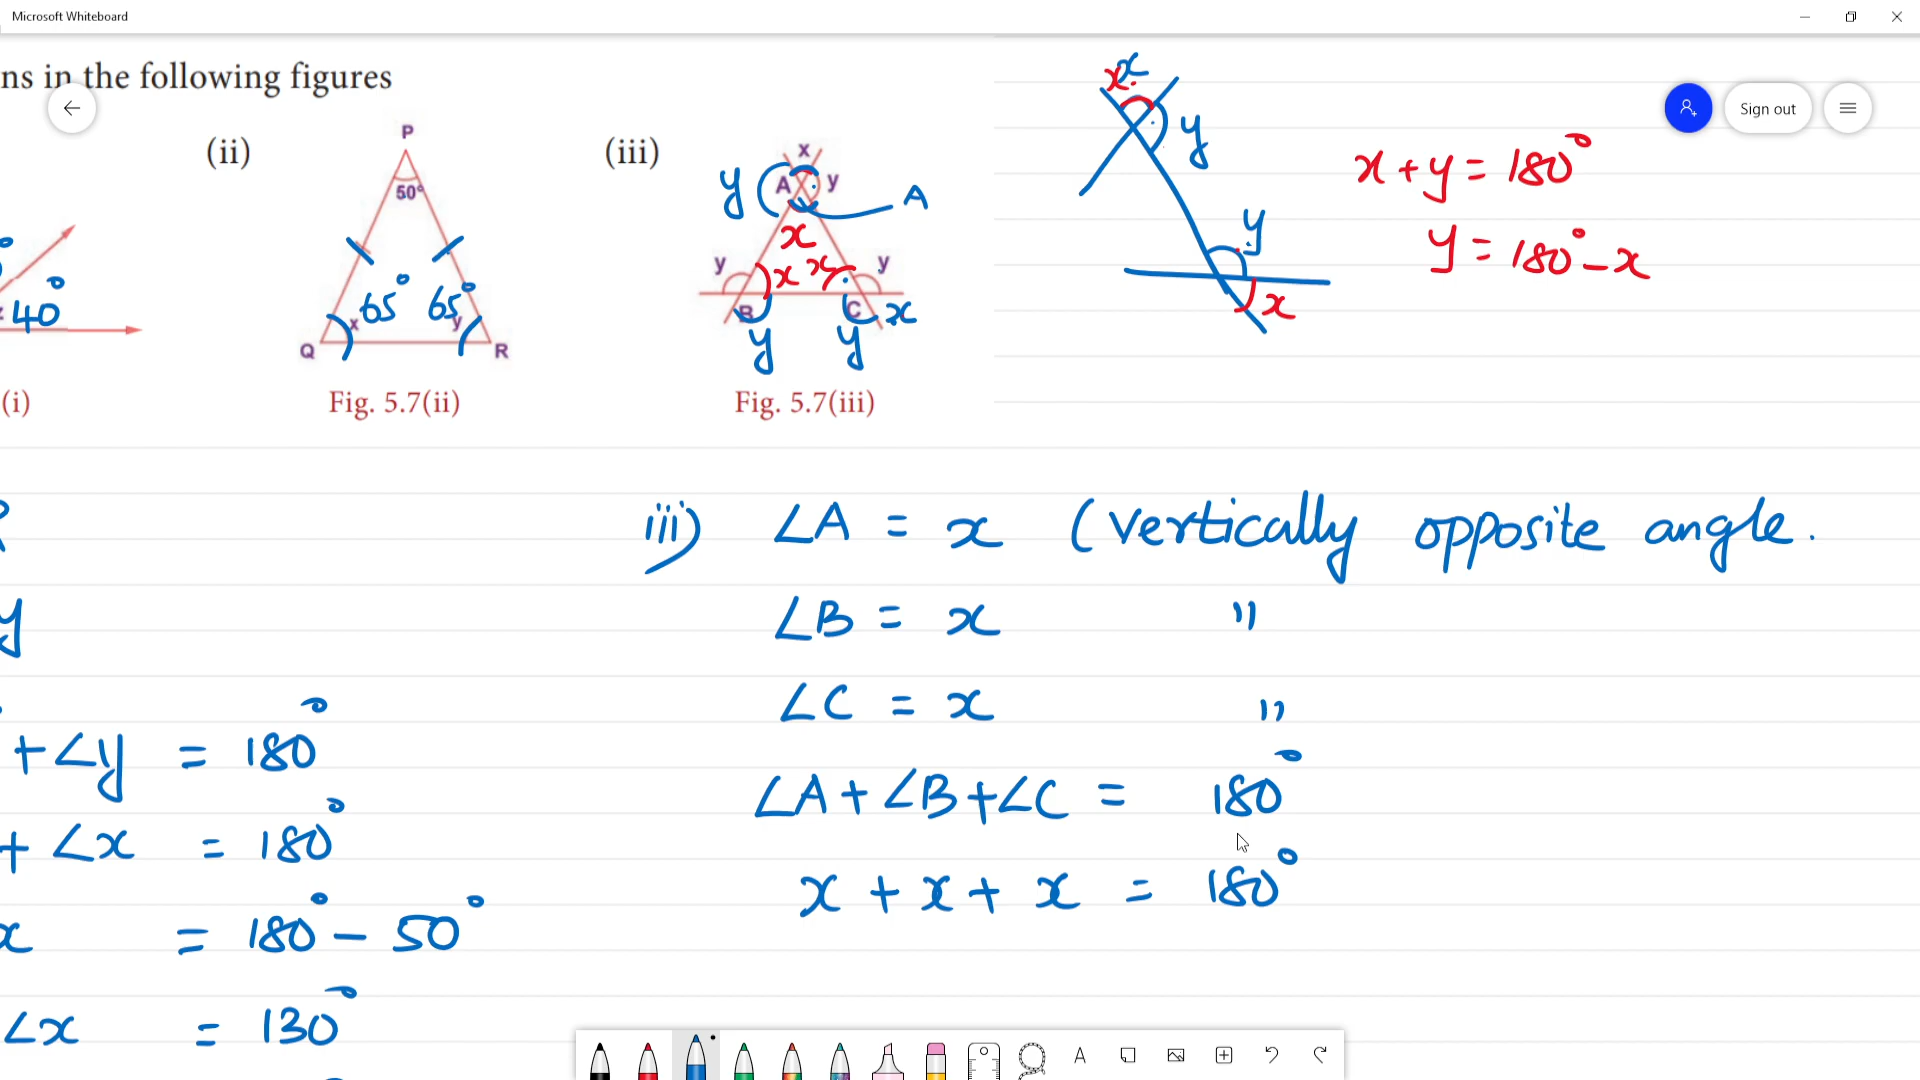 Microsoft Whiteboard
ns in the following figures
Sign out
(ii)
P
50°
65° 65°
x y
Q R
Fig. 5.7(ii)
40°
(i)
(iii)
x
y A y A
x
y x x y
B C x
y y
Fig. 5.7(iii)
x x
y
y
x
x + y = 180°
y = 180° - x
iii) ∠A = x (vertically opposite angle.
∠B = x "
∠C = x "
∠A + ∠B + ∠C = 180°
x + x + x = 180°
y
+ ∠y = 180°
+ ∠x = 180°
x = 180° - 50°
∠x = 130°
A